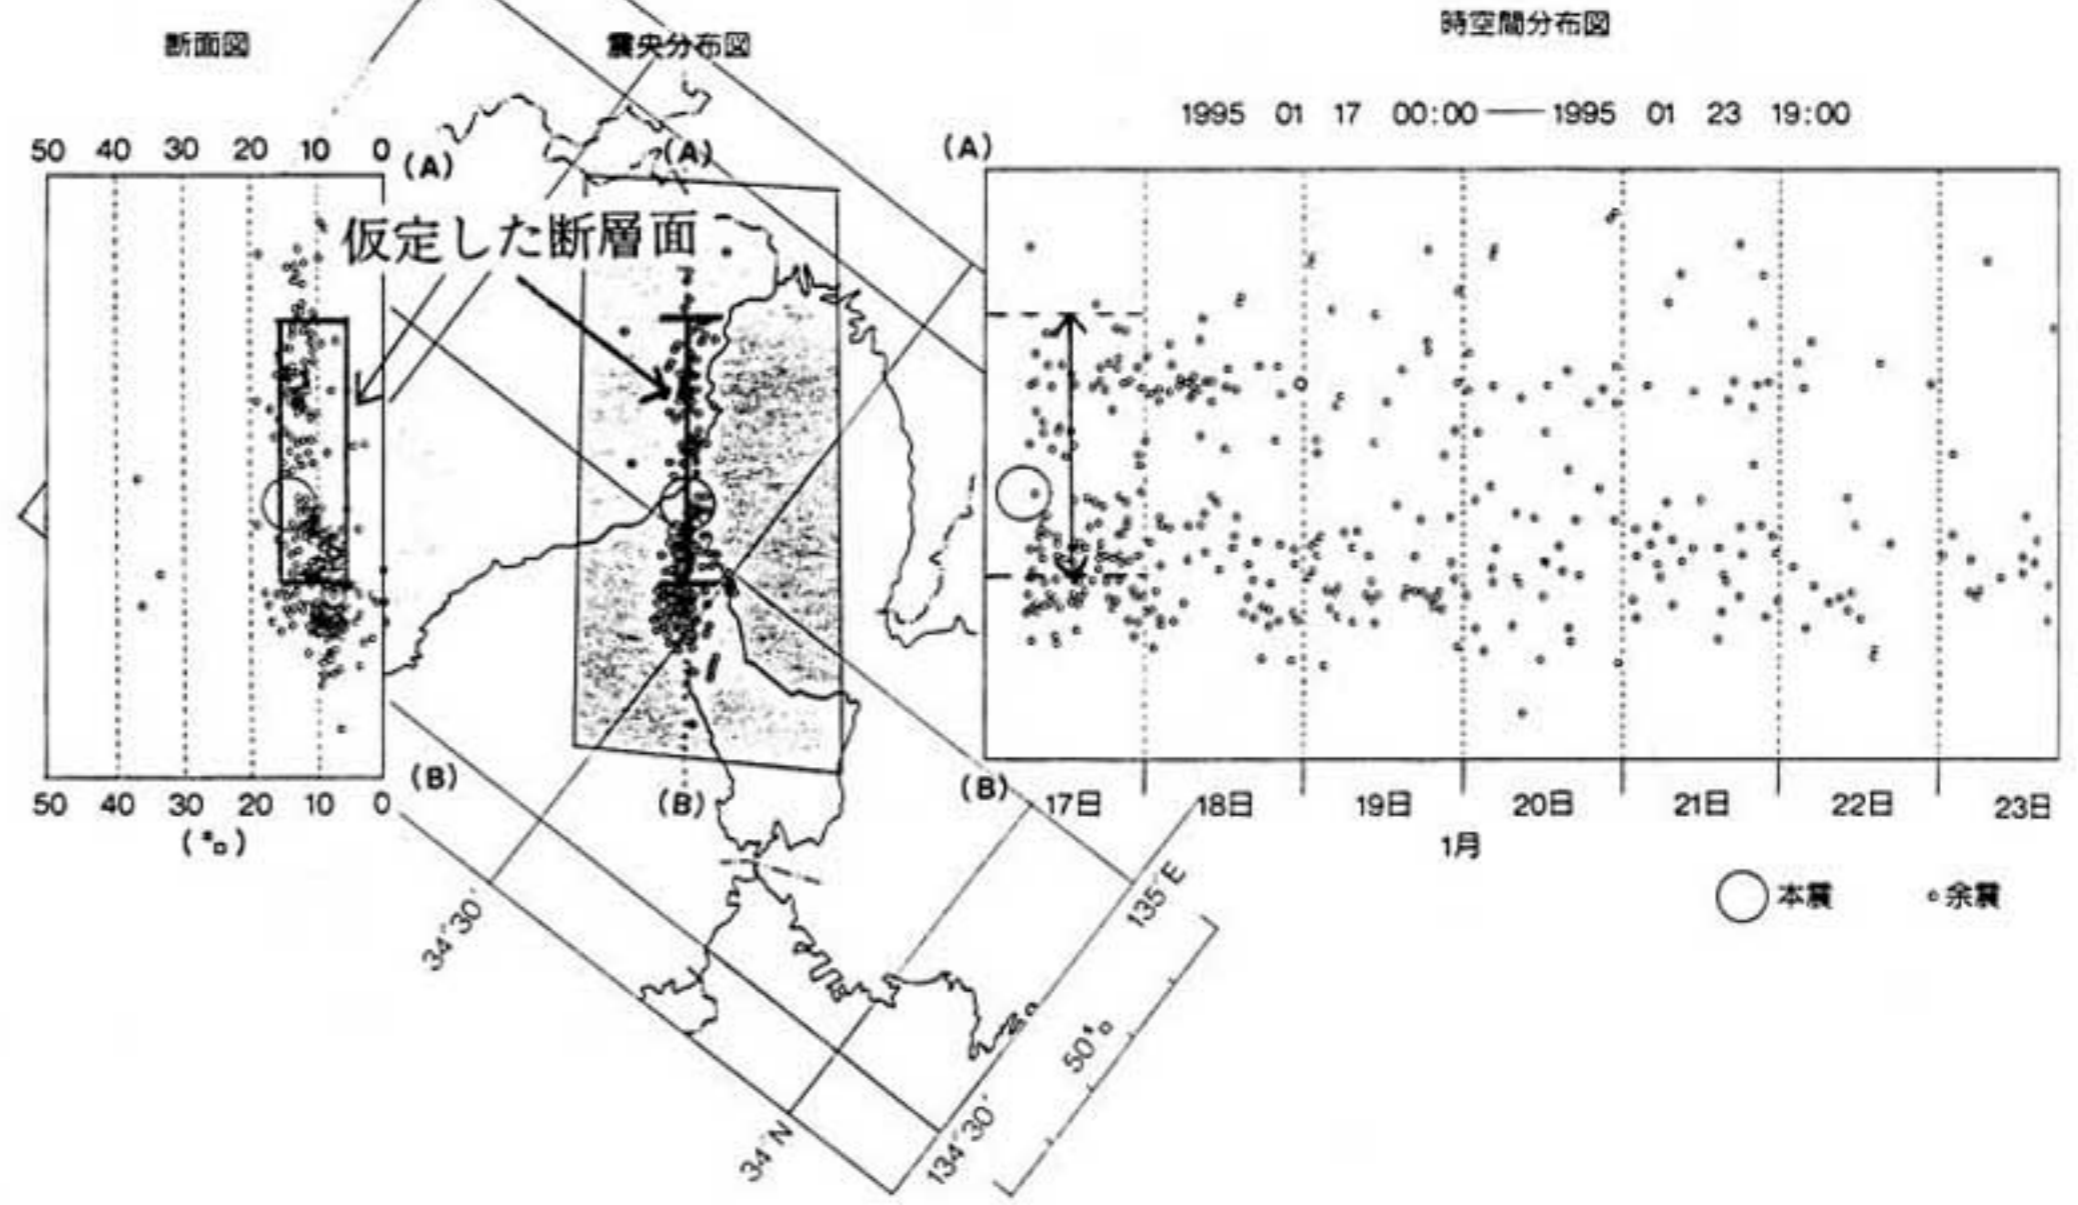 断面図
震央分布図
時空間分布図
1995 01 17 00:00 — 1995 01 23 19:00
50 40 30 20 10 0
(A)
(A)
(A)
仮定した断層面
(B)
(B)
(B)
50 40 30 20 10 0
17日 18日 19日 20日 21日 22日 23日
1月
本震
余震
34°30'
34°N
134°30'
135°E